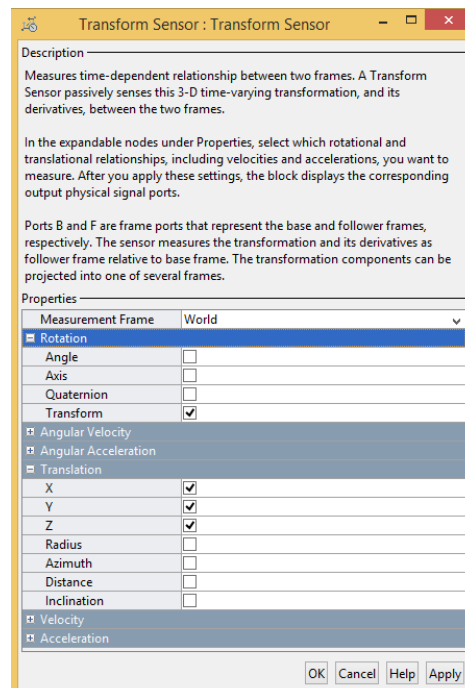 Transform Sensor : Transform Sensor
Description
Measures time-dependent relationship between two frames. A Transform
Sensor passively senses this 3-D time-varying transformation, and its
derivatives, between the two frames.
In the expandable nodes under Properties, select which rotational and
translational relationships, including velocities and accelerations, you want to
measure. After you apply these settings, the block displays the corresponding
output physical signal ports.
Ports B and F are frame ports that represent the base and follower frames,
respectively. The sensor measures the transformation and its derivatives as
follower frame relative to base frame. The transformation components can be
projected into one of several frames.
Properties
Measurement Frame World
Rotation
Angle
Axis
Quaternion
Transform
Angular Velocity
Angular Acceleration
Translation
X
Y
Z
Radius
Azimuth
Distance
Inclination
Velocity
Acceleration
OK Cancel Help Apply